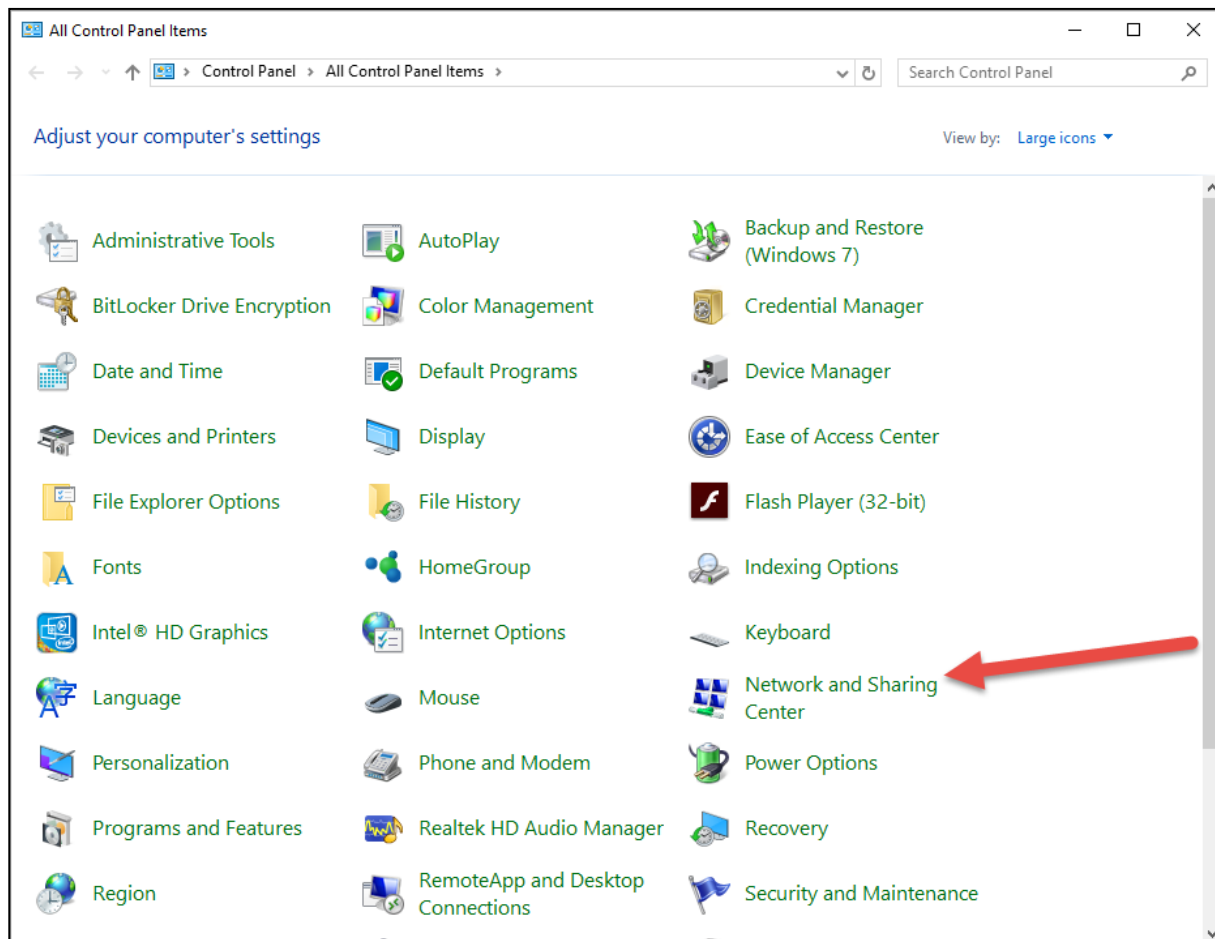 All Control Panel Items
Control Panel > All Control Panel Items >
Search Control Panel
Adjust your computer's settings
View by: Large icons
Administrative Tools
AutoPlay
Backup and Restore
(Windows 7)
BitLocker Drive Encryption
Color Management
Credential Manager
Date and Time
Default Programs
Device Manager
Devices and Printers
Display
Ease of Access Center
File Explorer Options
File History
Flash Player (32-bit)
Fonts
HomeGroup
Indexing Options
Intel® HD Graphics
Internet Options
Keyboard
Language
Mouse
Network and Sharing
Center
Personalization
Phone and Modem
Power Options
Programs and Features
Realtek HD Audio Manager
Recovery
Region
RemoteApp and Desktop
Connections
Security and Maintenance